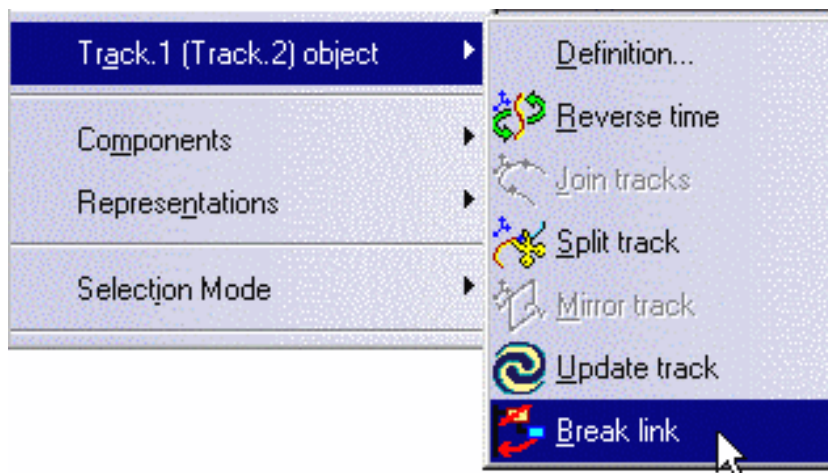 Track.1 (Track.2) object
Components
Representations
Selection Mode
Definition...
Reverse time
Join tracks
Split track
Mirror track
Update track
Break link